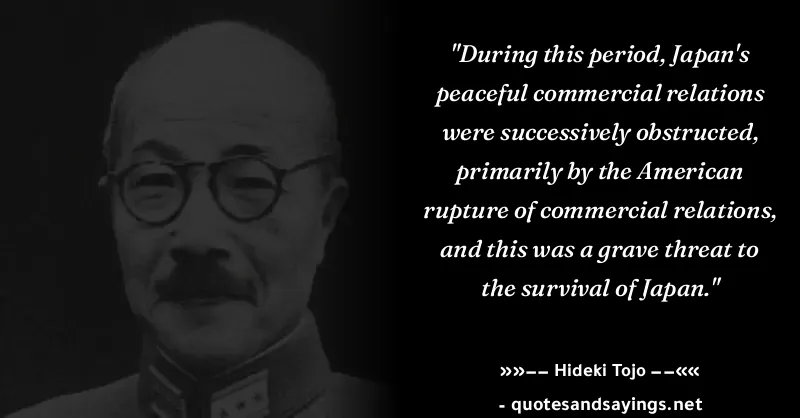 "During this period, Japan's
peaceful commercial relations
were successively obstructed,
primarily by the American
rupture of commercial relations,
and this was a grave threat to
the survival of Japan."
»»−− Hideki Tojo −−««
- quotesandsayings.net